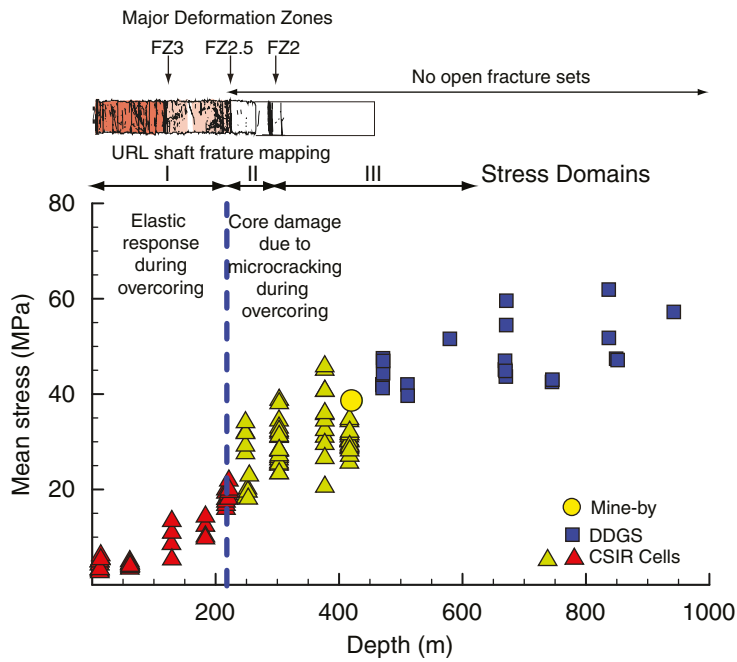 Major Deformation Zones
FZ3 FZ2.5 FZ2
No open fracture sets
URL shaft frature mapping
I II III Stress Domains
80
60
40
20
Mean stress (MPa)
Elastic
response
during
overcoring
Core damage
due to
microcracking
during
overcoring
Mine-by
DDGS
CSIR Cells
200 400 600 800 1000
Depth (m)